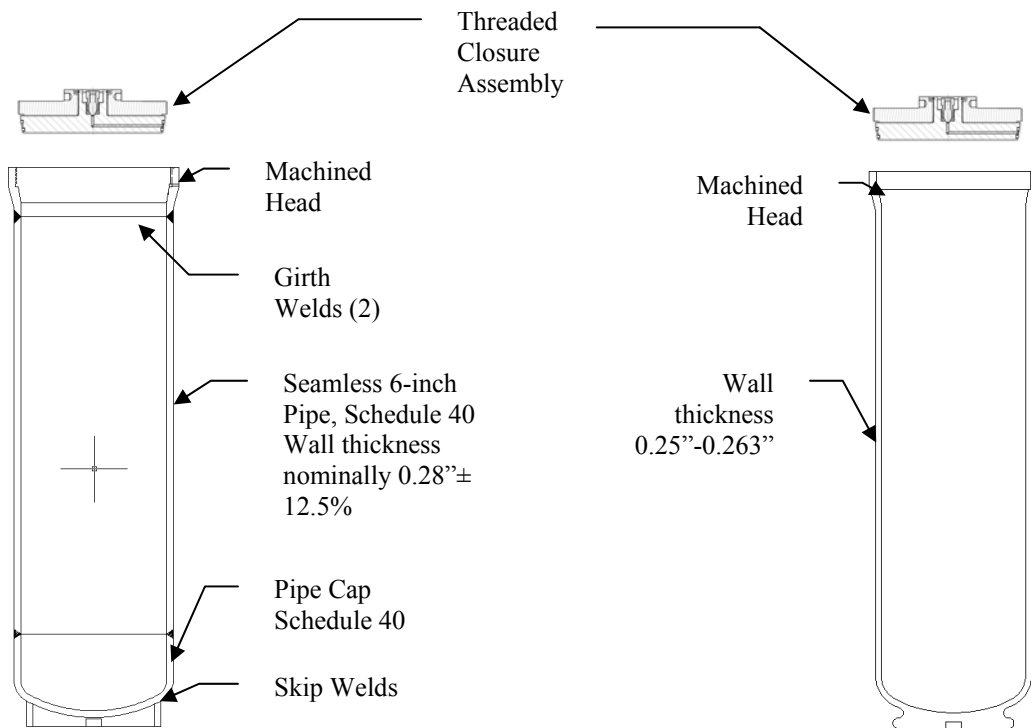 Threaded
Closure
Assembly
Machined
Head
Girth
Welds (2)
Seamless 6-inch
Pipe, Schedule 40
Wall thickness
nominally 0.28”±
12.5%
Pipe Cap
Schedule 40
Skip Welds
Machined
Head
Wall
thickness
0.25”-0.263”